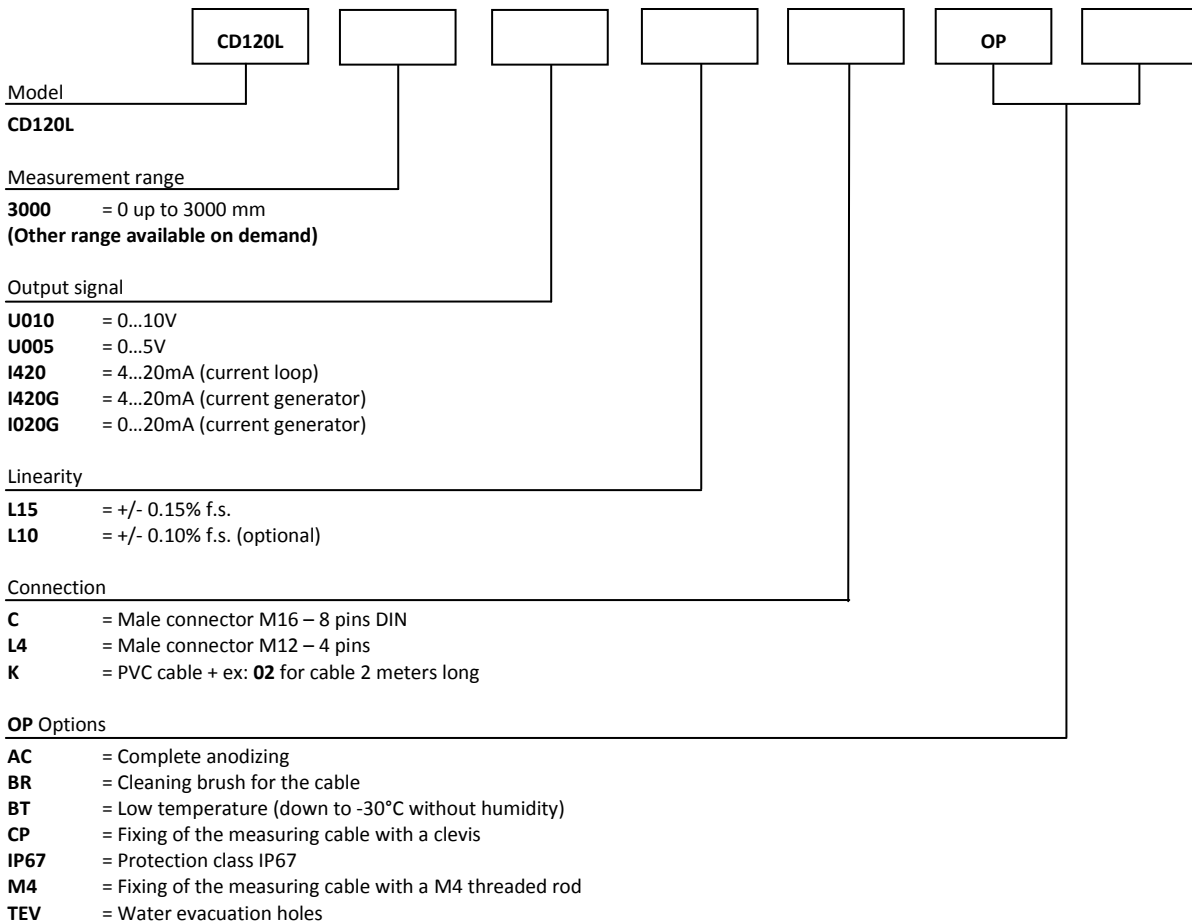 CD120L OP
Model
CD120L
Measurement range
3000 = 0 up to 3000 mm
(Other range available on demand)
Output signal
U010 = 0…10V
U005 = 0…5V
I420 = 4…20mA (current loop)
I420G = 4…20mA (current generator)
I020G = 0…20mA (current generator)
Linearity
L15 = +/- 0.15% f.s.
L10 = +/- 0.10% f.s. (optional)
Connection
C = Male connector M16 – 8 pins DIN
L4 = Male connector M12 – 4 pins
K = PVC cable + ex: 02 for cable 2 meters long
OP Options
AC = Complete anodizing
BR = Cleaning brush for the cable
BT = Low temperature (down to -30°C without humidity)
CP = Fixing of the measuring cable with a clevis
IP67 = Protection class IP67
M4 = Fixing of the measuring cable with a M4 threaded rod
TEV = Water evacuation holes